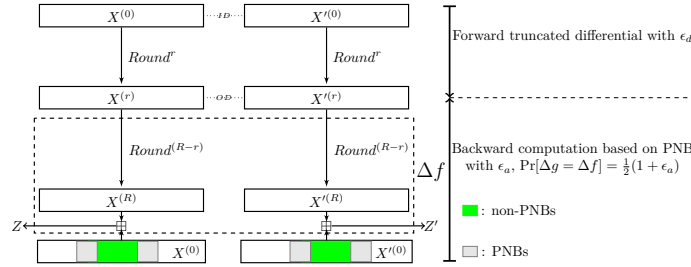 X^{(0)} ID X'^{(0)}
Forward truncated differential with ϵ_d
Round^r Round^r
X^{(r)} OD X'^{(r)}
Backward computation based on PNB
Round^{(R−r)} Round^{(R−r)}
with ϵ_a, Pr[Δg = Δf] = \frac{1}{2}(1 + ϵ_a)
Δf
X^{(R)} X'^{(R)}
: non-PNBs
Z Z'
X^{(0)} X'^{(0)}
: PNBs